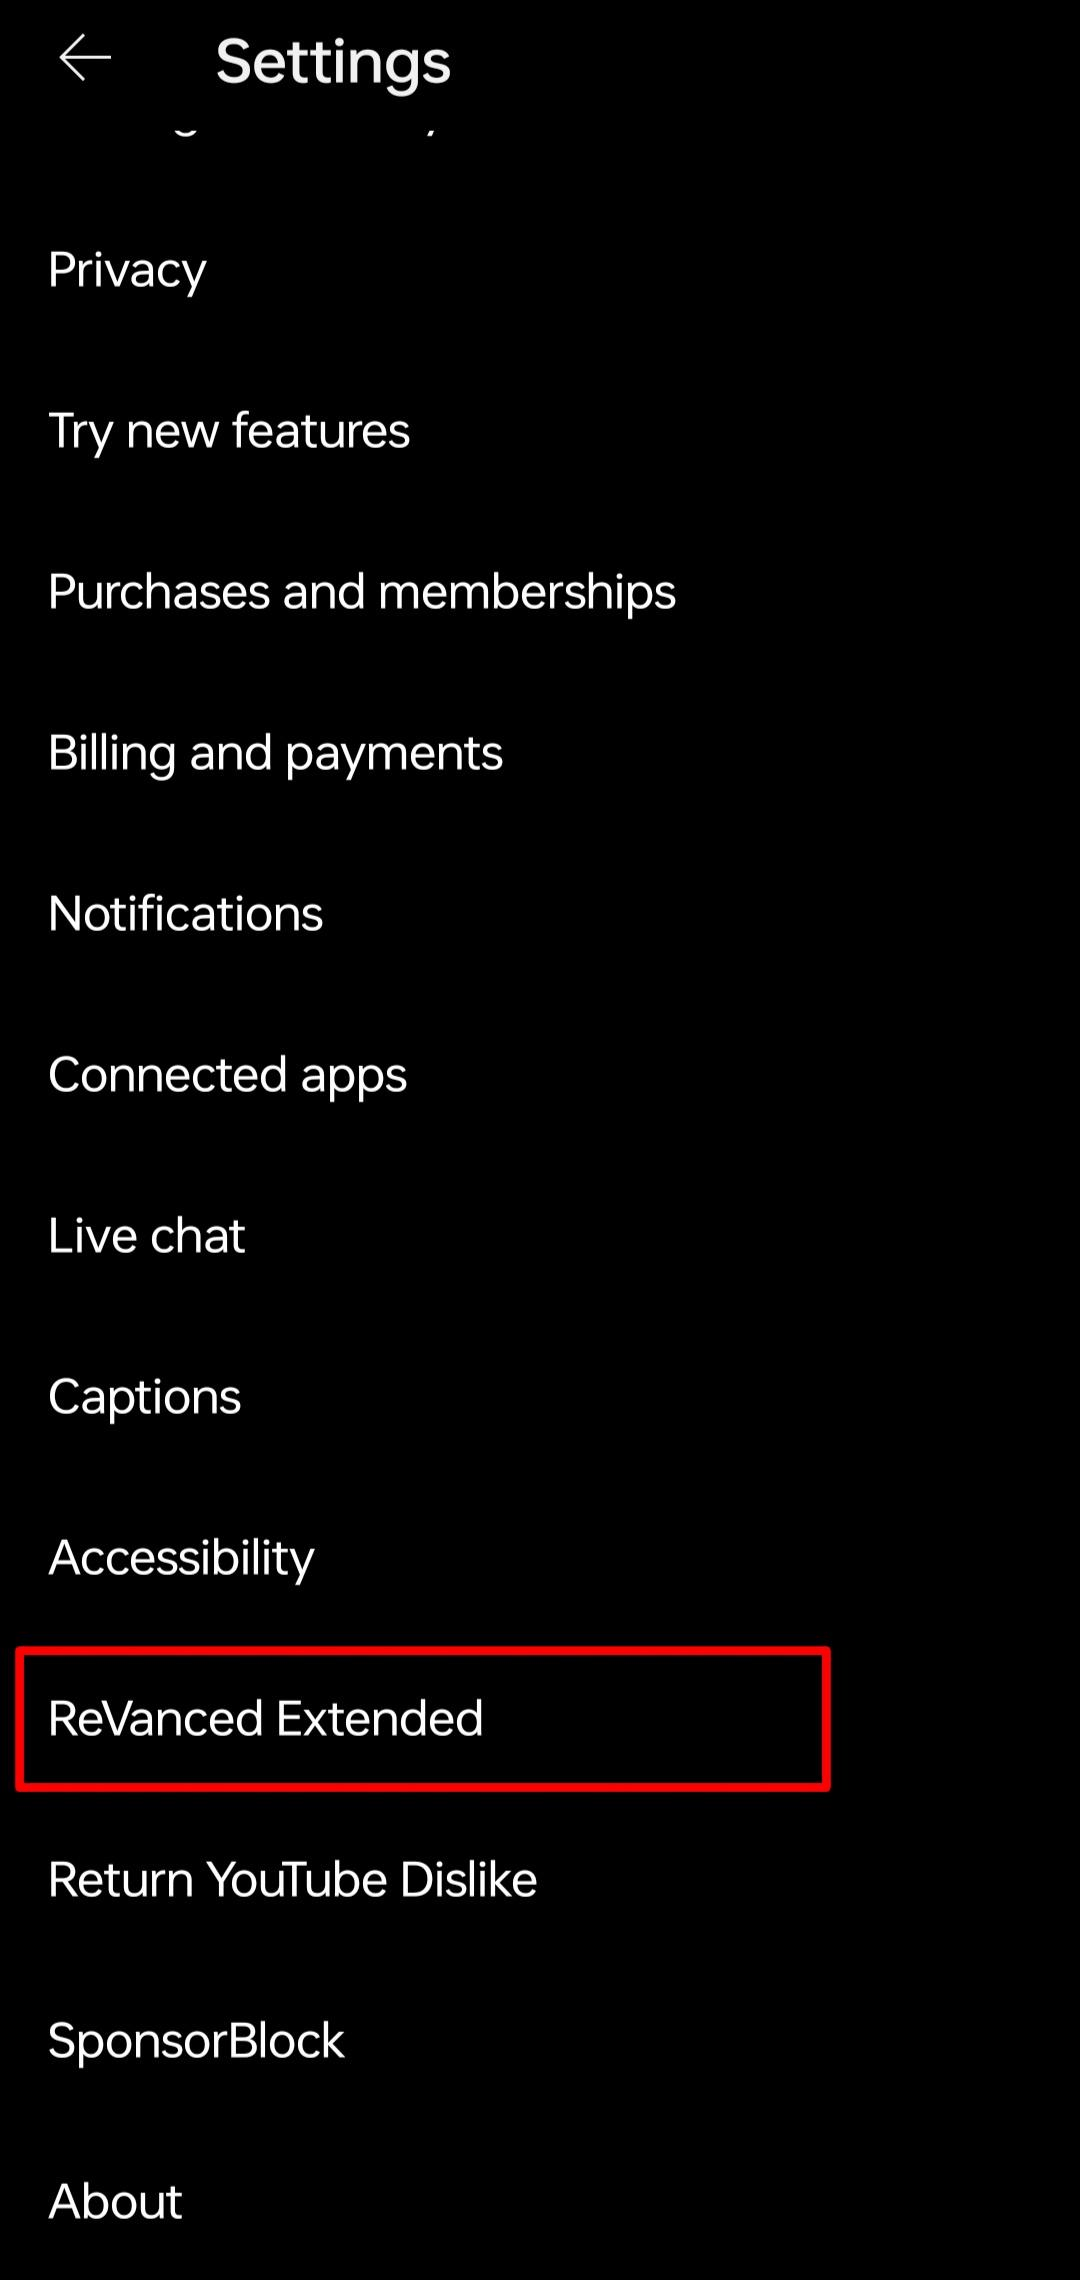 Settings
Privacy
Try new features
Purchases and memberships
Billing and payments
Notifications
Connected apps
Live chat
Captions
Accessibility
ReVanced Extended
Return YouTube Dislike
SponsorBlock
About